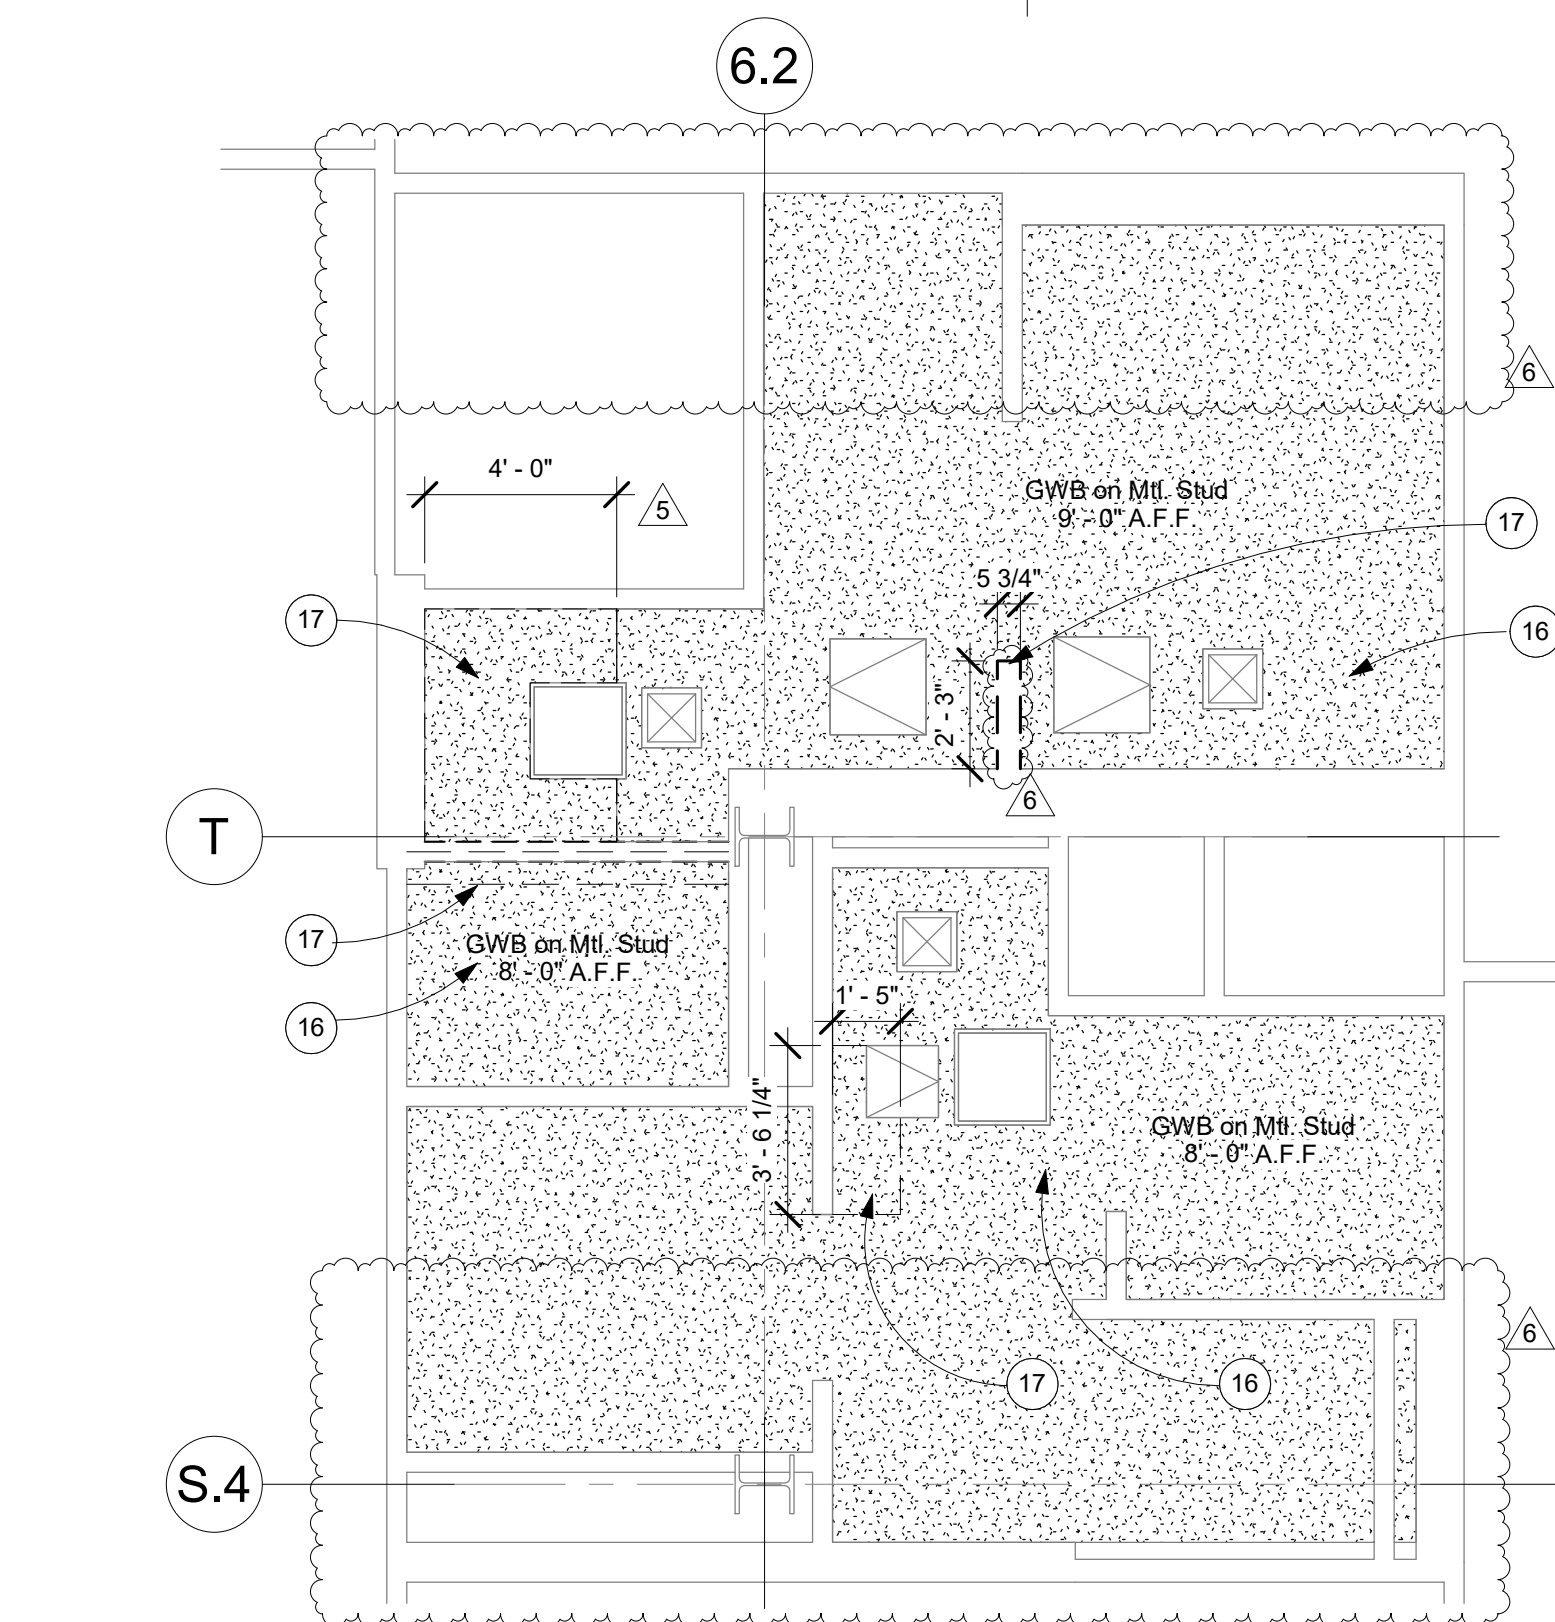 6.2
6
4' - 0"
5
GWB on Mtl. Stud
9' - 0" A.F.F.
17
5 3/4"
17
16
2' - 3"
6
T
17
GWB on Mtl. Stud
8' - 0" A.F.F.
16
1' - 5"
3' - 6 1/4"
GWB on Mtl. Stud
8' - 0" A.F.F.
6
17
16
S.4